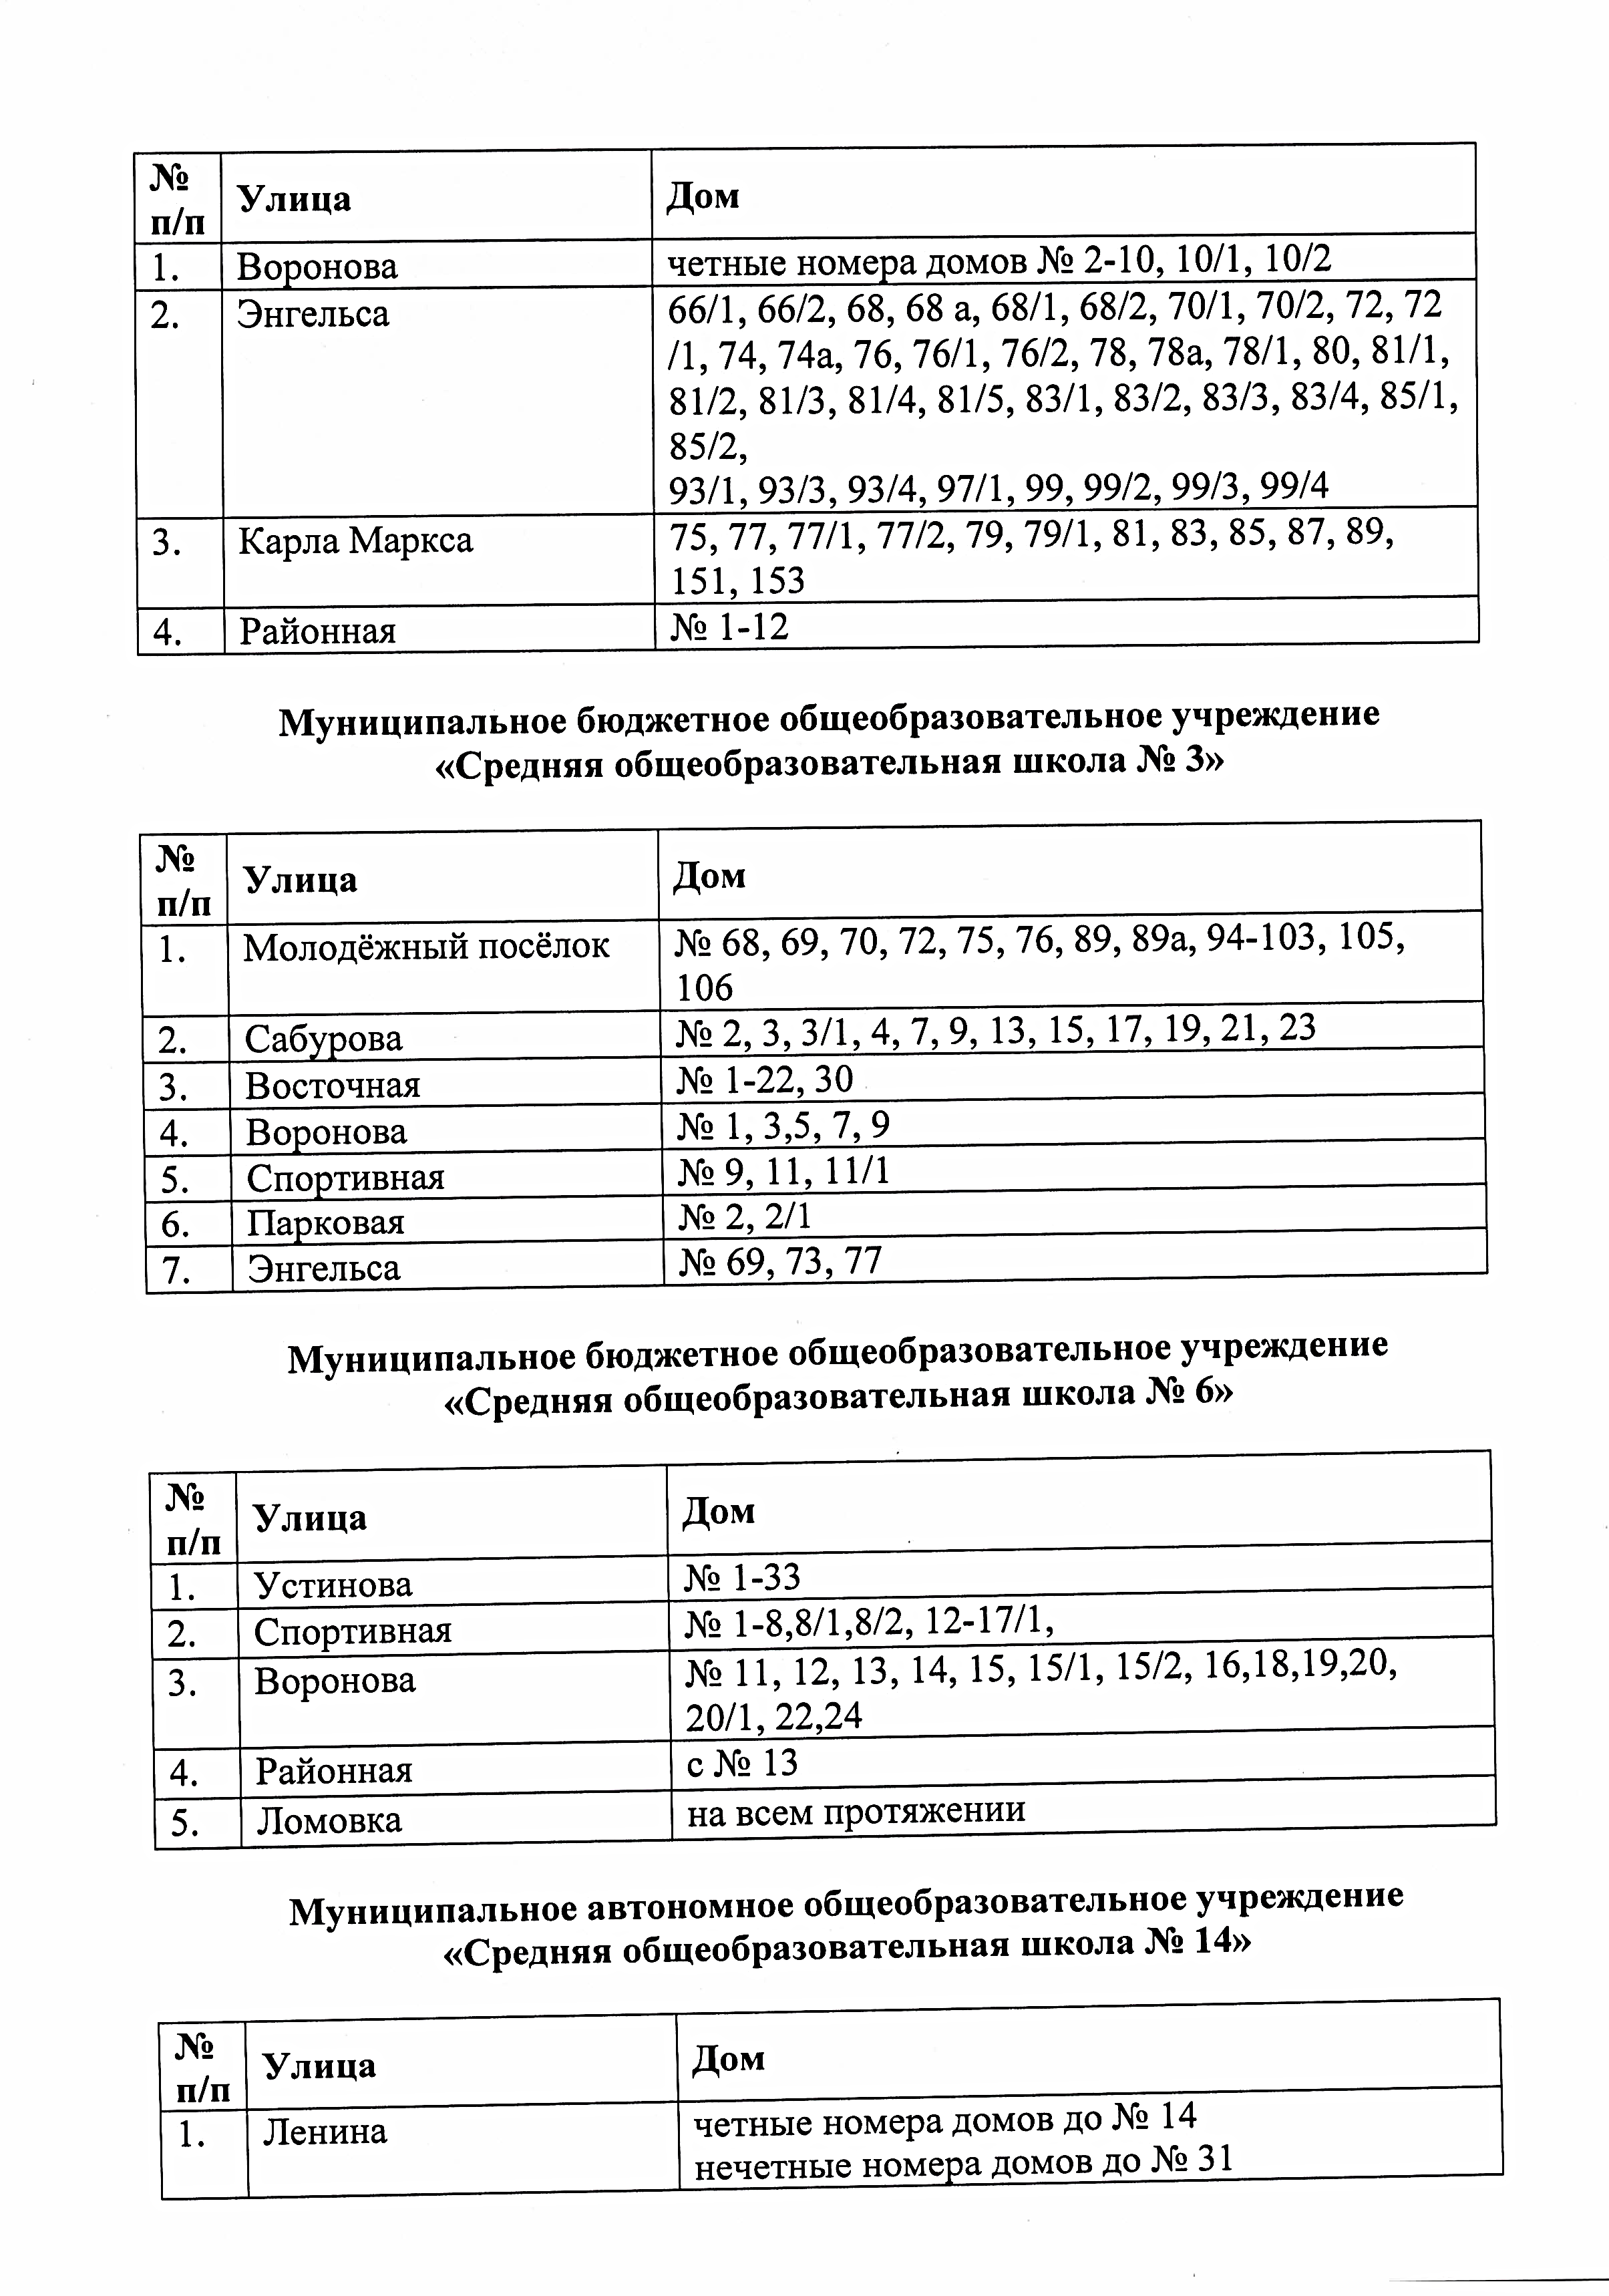 № п/п Улица Дом
1. Воронова четные номера домов № 2-10, 10/1, 10/2
2. Энгельса 66/1, 66/2, 68, 68 а, 68/1, 68/2, 70/1, 70/2, 72, 72
/1, 74, 74а, 76, 76/1, 76/2, 78, 78а, 78/1, 80, 81/1,
81/2, 81/3, 81/4, 81/5, 83/1, 83/2, 83/3, 83/4, 85/1,
85/2,
93/1, 93/3, 93/4, 97/1, 99, 99/2, 99/3, 99/4
3. Карла Маркса 75, 77, 77/1, 77/2, 79, 79/1, 81, 83, 85, 87, 89,
151, 153
4. Районная № 1-12
Муниципальное бюджетное общеобразовательное учреждение
«Средняя общеобразовательная школа № 3»
№ п/п Улица Дом
1. Молодёжный посёлок № 68, 69, 70, 72, 75, 76, 89, 89а, 94-103, 105,
106
2. Сабурова № 2, 3, 3/1, 4, 7, 9, 13, 15, 17, 19, 21, 23
3. Восточная № 1-22, 30
4. Воронова № 1, 3,5, 7, 9
5. Спортивная № 9, 11, 11/1
6. Парковая № 2, 2/1
7. Энгельса № 69, 73, 77
Муниципальное бюджетное общеобразовательное учреждение
«Средняя общеобразовательная школа № 6»
№ п/п Улица Дом
1. Устинова № 1-33
2. Спортивная № 1-8,8/1,8/2, 12-17/1,
3. Воронова № 11, 12, 13, 14, 15, 15/1, 15/2, 16,18,19,20,
20/1, 22,24
4. Районная с № 13
5. Ломовка на всем протяжении
Муниципальное автономное общеобразовательное учреждение
«Средняя общеобразовательная школа № 14»
№ п/п Улица Дом
1. Ленина четные номера домов до № 14
нечетные номера домов до № 31